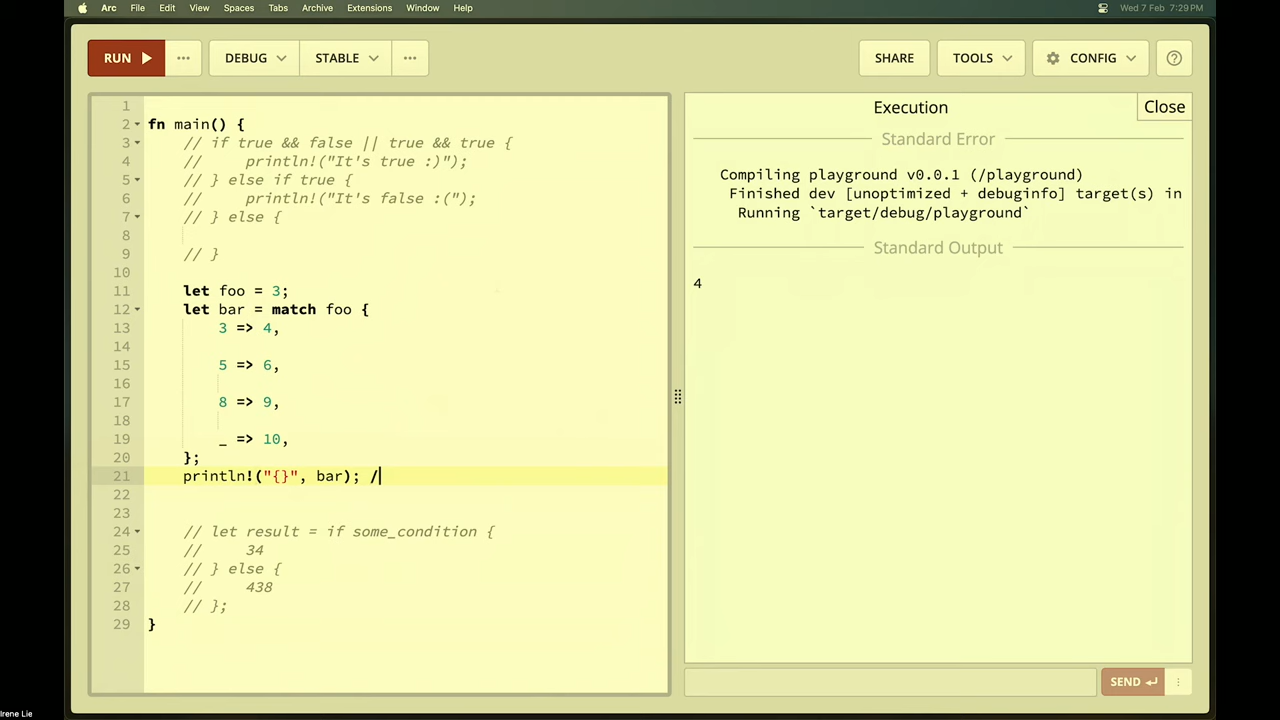 Arc File Edit View Spaces Tabs Archive Extensions Window Help Wed 7 Feb 7:29 PM
RUN ··· DEBUG STABLE ··· SHARE TOOLS CONFIG ?
1
2 fn main() {
3 // if true && false || true && true {
4 //     println!("It's true :)");
5 // } else if true {
6 //     println!("It's false :(");
7 // } else {
8
9 // }
10
11 let foo = 3;
12 let bar = match foo {
13 3 => 4,
14
15 5 => 6,
16
17 8 => 9,
18
19 _ => 10,
20 };
21 println!("{}", bar); /
22
23
24 // let result = if some_condition {
25 //     34
26 // } else {
27 //     438
28 // };
29 }
Execution Close
Standard Error
Compiling playground v0.0.1 (/playground)
Finished dev [unoptimized + debuginfo] target(s) in
Running `target/debug/playground`
Standard Output
4
SEND
Irene Lie